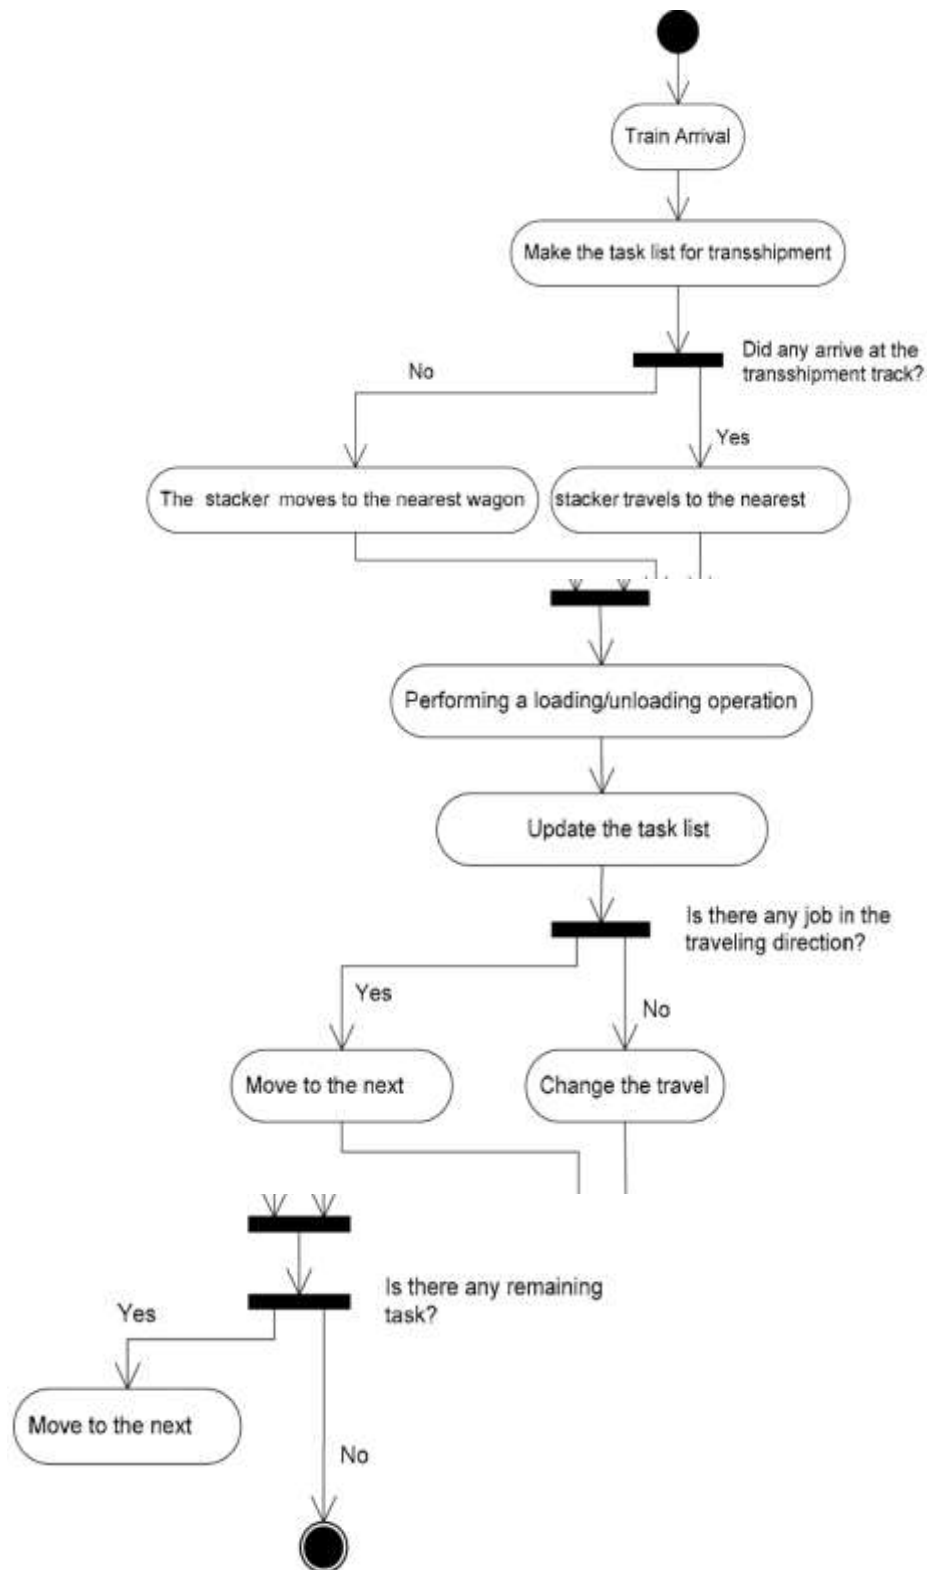 Train Arrival
Make the task list for transshipment
Did any arrive at the
transshipment track?
No
Yes
The stacker moves to the nearest wagon
stacker travels to the nearest
Performing a loading/unloading operation
Update the task list
Is there any job in the
traveling direction?
Yes
No
Move to the next
Change the travel
Is there any remaining
task?
Yes
Move to the next
No